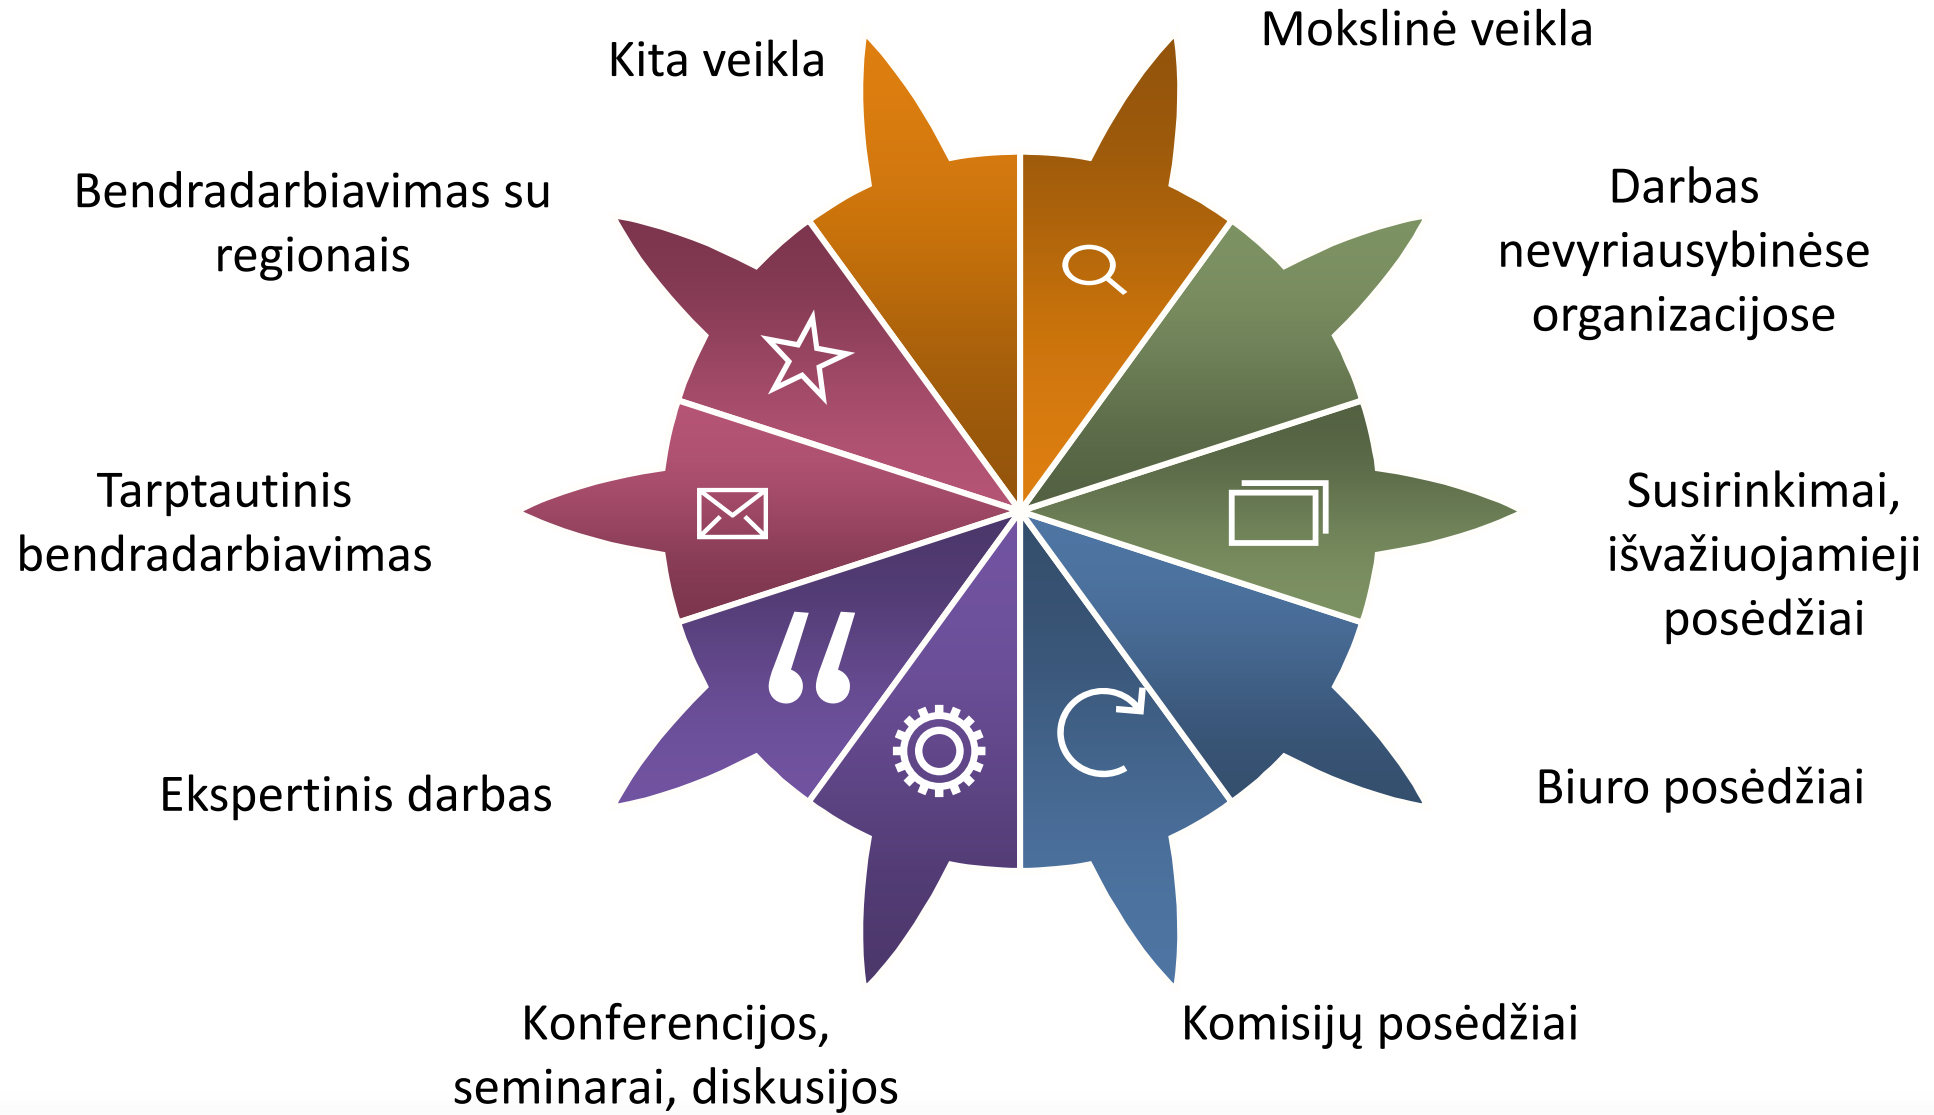 Kita veikla
Mokslinė veikla
Bendradarbiavimas su
regionais
Darbas
nevyriausybinėse
organizacijose
Tarptautinis
bendradarbiavimas
Susirinkimai,
išvažiuojamieji
posėdžiai
Ekspertinis darbas
Biuro posėdžiai
Konferencijos,
seminarai, diskusijos
Komisijų posėdžiai